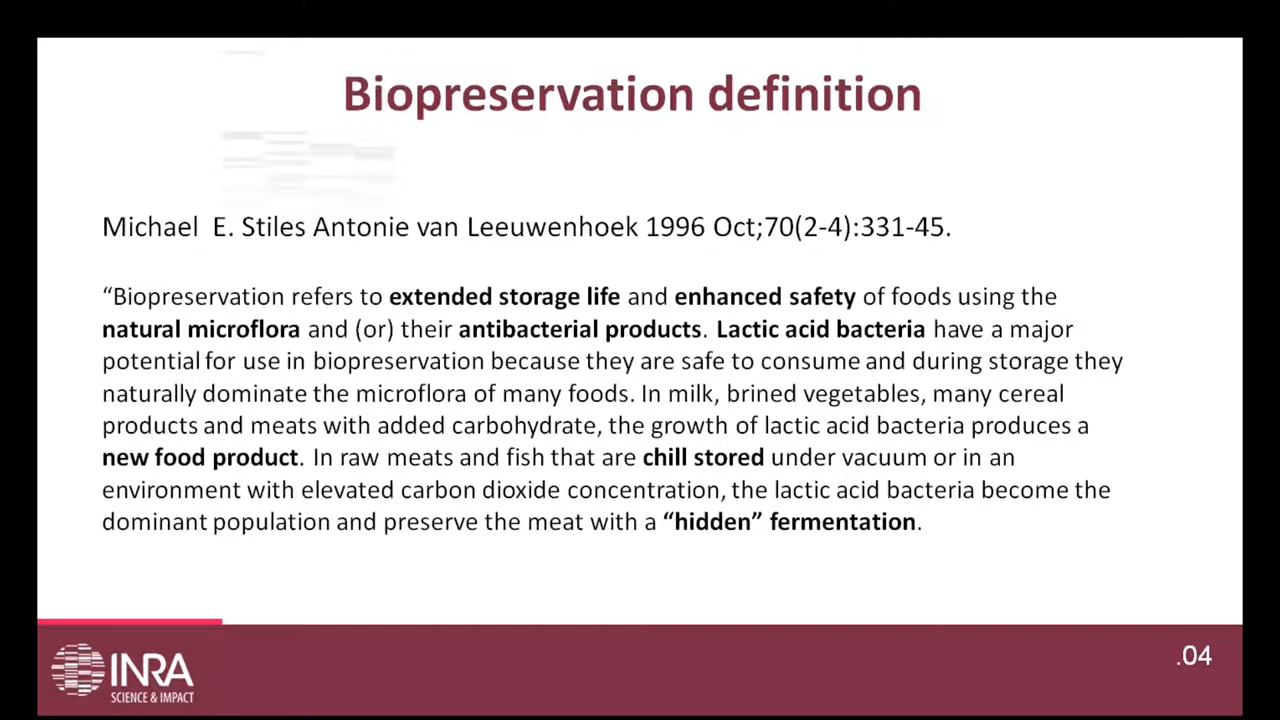 Biopreservation definition
Michael E. Stiles Antonie van Leeuwenhoek 1996 Oct;70(2-4):331-45.
“Biopreservation refers to extended storage life and enhanced safety of foods using the
natural microflora and (or) their antibacterial products. Lactic acid bacteria have a major
potential for use in biopreservation because they are safe to consume and during storage they
naturally dominate the microflora of many foods. In milk, brined vegetables, many cereal
products and meats with added carbohydrate, the growth of lactic acid bacteria produces a
new food product. In raw meats and fish that are chill stored under vacuum or in an
environment with elevated carbon dioxide concentration, the lactic acid bacteria become the
dominant population and preserve the meat with a “hidden” fermentation.
INRA
SCIENCE & IMPACT
.04